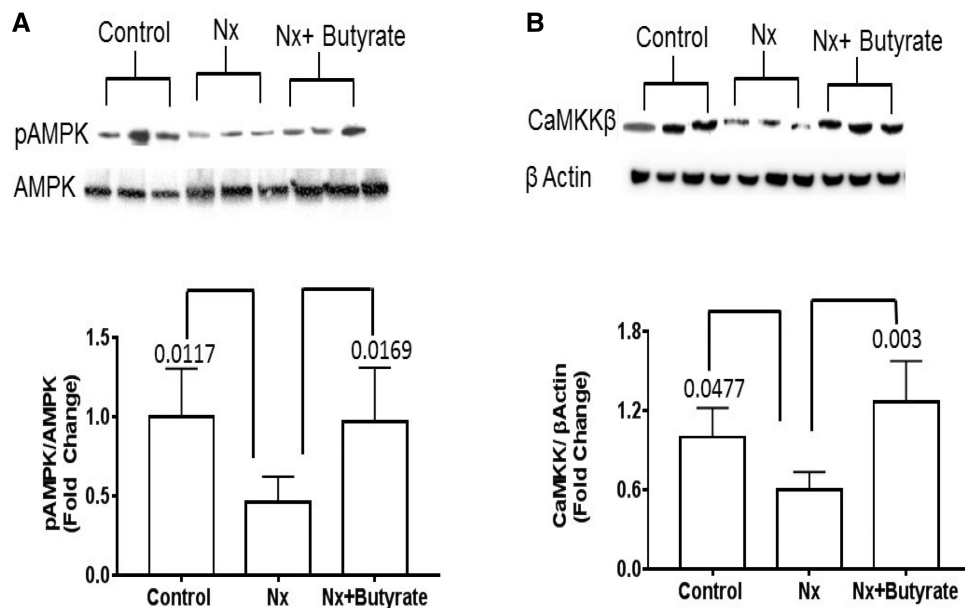 A
Control
Nx
Nx+ Butyrate
pAMPK
AMPK
1.5
1.0
0.5
0.0
pAMPK/AMPK
(Fold Change)
0.0117
0.0169
Control
Nx
Nx+Butyrate
B
Control
Nx
Nx+ Butyrate
CaMKKβ
β Actin
1.8
1.2
0.6
0.0
CaMKK/ βActin
(Fold Change)
0.0477
0.003
Control
Nx
Nx+Butyrate